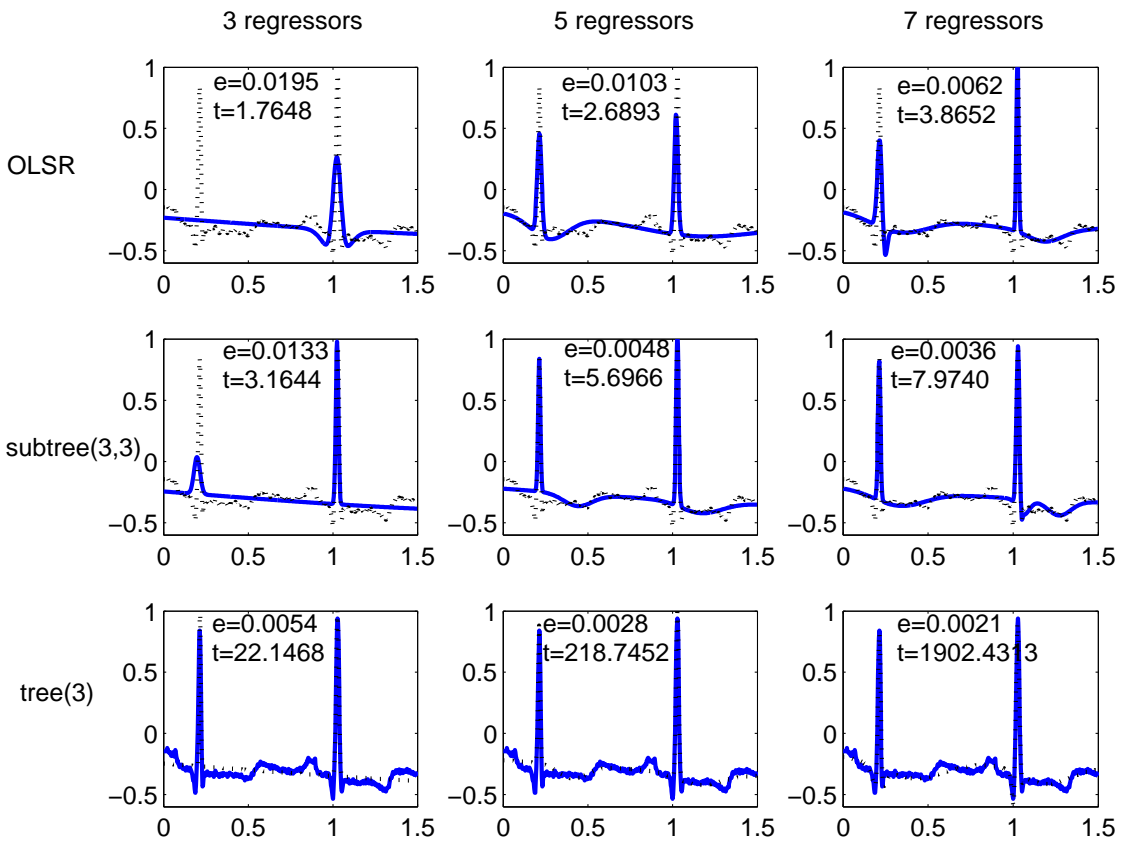 3 regressors 5 regressors 7 regressors
OLSR
1 0.5 0 −0.5
e=0.0195
t=1.7648
0 0.5 1 1.5
1 0.5 0 −0.5
e=0.0103
t=2.6893
0 0.5 1 1.5
1 0.5 0 −0.5
e=0.0062
t=3.8652
0 0.5 1 1.5
subtree(3,3)
1 0.5 0 −0.5
e=0.0133
t=3.1644
0 0.5 1 1.5
1 0.5 0 −0.5
e=0.0048
t=5.6966
0 0.5 1 1.5
1 0.5 0 −0.5
e=0.0036
t=7.9740
0 0.5 1 1.5
tree(3)
1 0.5 0 −0.5
e=0.0054
t=22.1468
0 0.5 1 1.5
1 0.5 0 −0.5
e=0.0028
t=218.7452
0 0.5 1 1.5
1 0.5 0 −0.5
e=0.0021
t=1902.4313
0 0.5 1 1.5